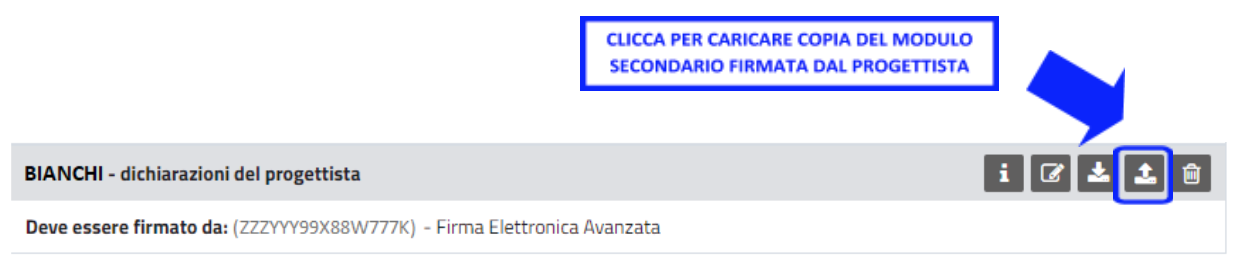 CLICCA PER CARICARE COPIA DEL MODULO
SECONDARIO FIRMATA DAL PROGETTISTA
BIANCHI - dichiarazioni del progettista
Deve essere firmato da: (ZZZYYY99X88W777K) - Firma Elettronica Avanzata